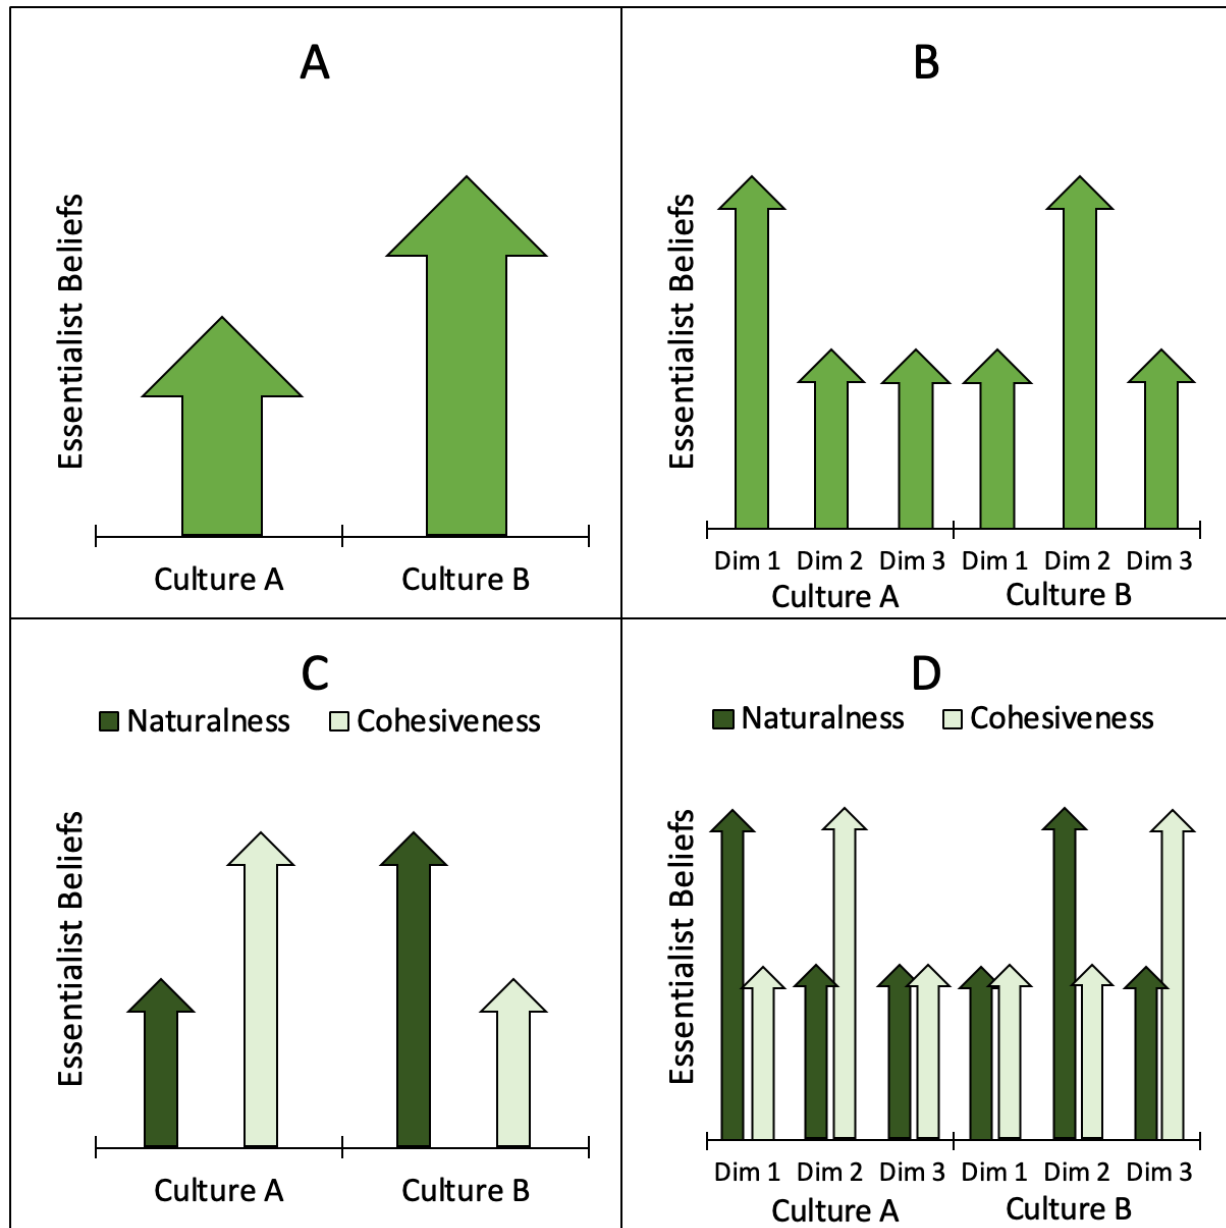 A
Essentialist Beliefs
Culture A
Culture B
B
Essentialist Beliefs
Dim 1 Dim 2 Dim 3 Dim 1 Dim 2 Dim 3
Culture A
Culture B
C
Naturalness Cohesiveness
Essentialist Beliefs
Culture A
Culture B
D
Naturalness Cohesiveness
Essentialist Beliefs
Dim 1 Dim 2 Dim 3 Dim 1 Dim 2 Dim 3
Culture A
Culture B